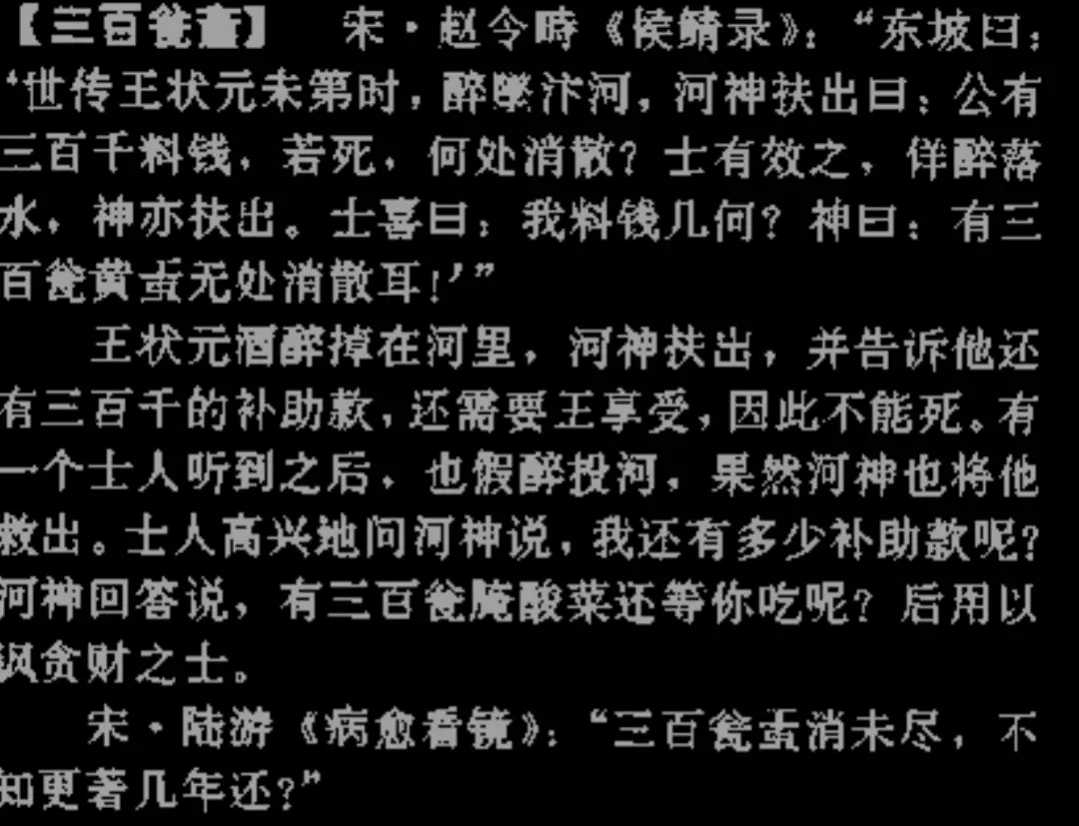 【三百瓮齑】 宋·赵令畤《侯鲭录》：“东坡曰：
‘世传王状元未第时，醉墜汴河，河神扶出曰：公有
三百千料钱，若死，何处消散？士有效之，佯醉落
水，神亦扶出。士喜曰：我料钱几何？神曰：有三
百瓮黄齑无处消散耳！’”
王状元酒醉掉在河里，河神扶出，并告诉他还
有三百千的补助款，还需要王享受，因此不能死。有
一个士人听到之后，也假醉投河，果然河神也将他
救出。士人高兴地问河神说，我还有多少补助款呢？
河神回答说，有三百瓮腌酸菜还等你吃呢？后用以
讽贪财之士。
宋·陆游《病愈看镜》：“三百瓮齑消未尽，不
知更著几年还？”